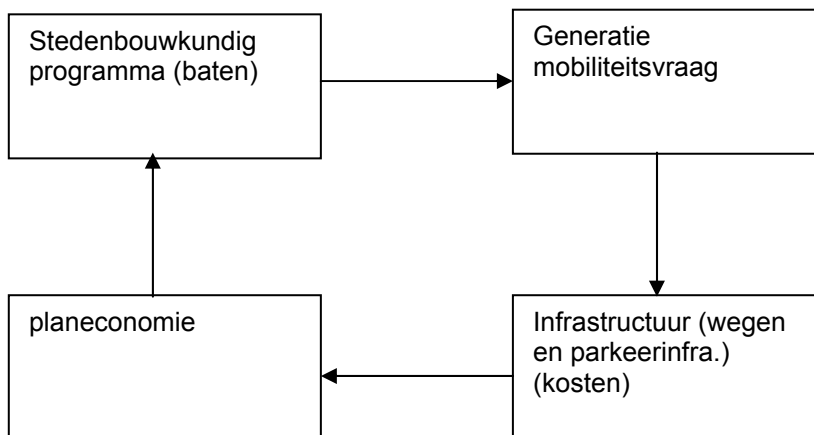 Stedenbouwkundig
programma (baten)
Generatie
mobiliteitsvraag
planeconomie
Infrastructuur (wegen
en parkeerinfra.)
(kosten)